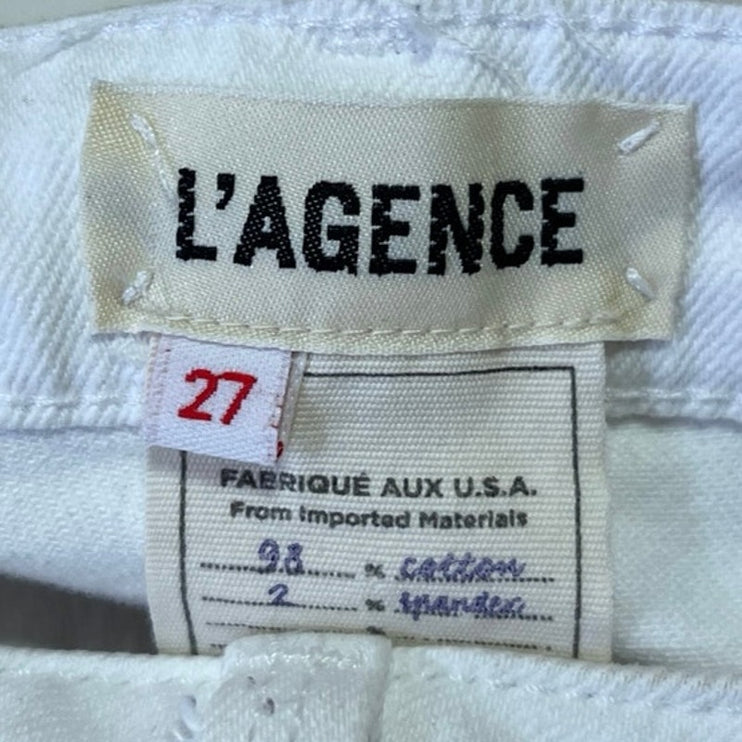 L'AGENCE
27
FABRIQUÉ AUX U.S.A.
From Imported Materials
98 % cotton
2 % spandex